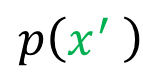 p(x′ )